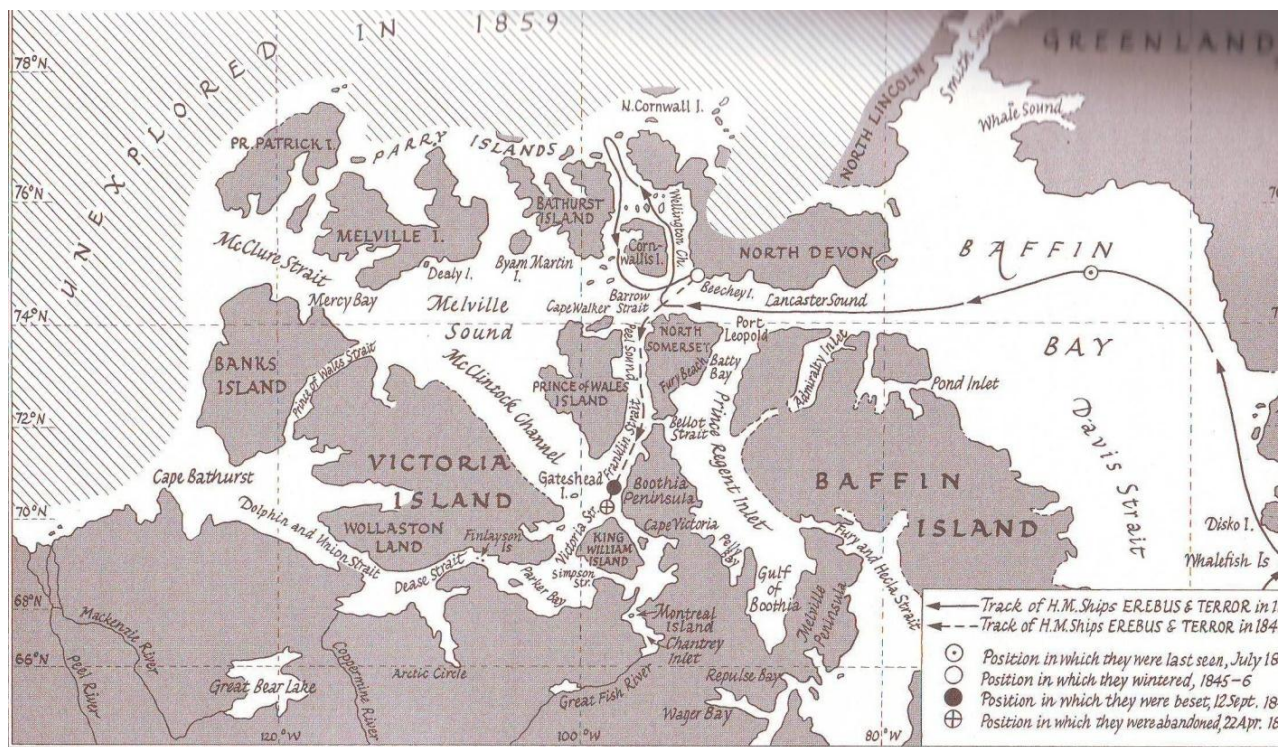 UNEXPLORED IN 1859
GREENLAND
78°N
Smith Sound
Whale Sound
NORTH LINCOLN
N. Cornwall I.
PR. PATRICK I.
PARRY ISLANDS
76°N
BATHURST
ISLAND
Wellington Ch.
MELVILLE I.
Corn-
wallis I.
NORTH DEVON
BAFFIN
McClure Strait
Dealy I.
Byam Martin
I.
Beechey I.
Mercy Bay
Melville
Sound
Barrow
Strait
Cape Walker
Lancaster Sound
74°N
Port
Leopold
NORTH
SOMERSET
BAY
BANKS
ISLAND
Prince of Wales Strait
McClintock Channel
Peel Sound
PRINCE OF WALES
ISLAND
Fury Beach
Batty
Bay
Admiralty Inlet
Pond Inlet
72°N
Franklin Strait
Bellot
Strait
Prince Regent Inlet
Davis Strait
Cape Bathurst
VICTORIA
ISLAND
Gateshead
I.
Boothia
Peninsula
BAFFIN
ISLAND
70°N
Dolphin and Union Strait
WOLLASTON
LAND
Finlayson
Is
Victoria Str.
Cape Victoria
KING
WILLIAM
ISLAND
Disko I.
Whalefish Is
Dease Strait
Parker Bay
Simpson
Str.
Pelly
Bay
Gulf
of
Boothia
Fury and Hecla Strait
68°N
Mackenzie River
Montreal
Island
Chantrey
Inlet
Melville
Peninsula
66°N
Peel River
Great Bear Lake
Coppermine River
Arctic Circle
Great Fish River
Repulse Bay
Wager Bay
120°W
100°W
80°W
Track of H.M. Ships EREBUS & TERROR in 1
Track of H.M. Ships EREBUS & TERROR in 184
Position in which they were last seen, July 18
Position in which they wintered, 1845-6
Position in which they were beset, 12 Sept. 18
Position in which they were abandoned, 22 Apr. 18